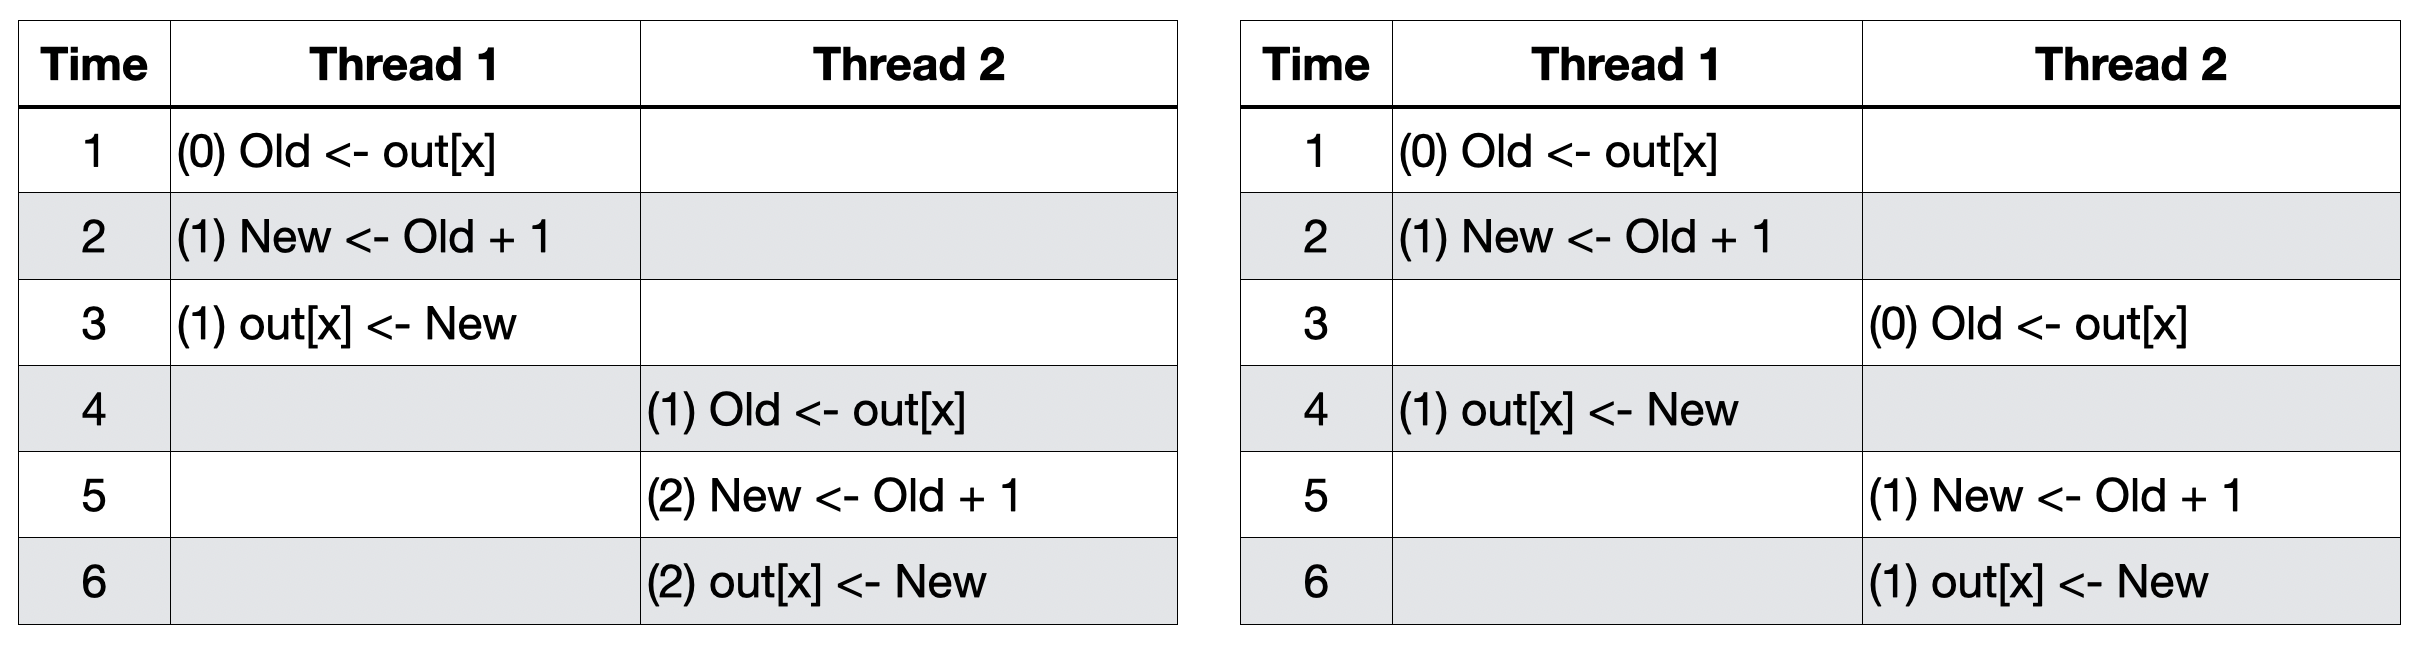 Time Thread 1 Thread 2
1 (0) Old <- out[x]
2 (1) New <- Old + 1
3 (1) out[x] <- New
4 (1) Old <- out[x]
5 (2) New <- Old + 1
6 (2) out[x] <- New
Time Thread 1 Thread 2
1 (0) Old <- out[x]
2 (1) New <- Old + 1
3 (0) Old <- out[x]
4 (1) out[x] <- New
5 (1) New <- Old + 1
6 (1) out[x] <- New